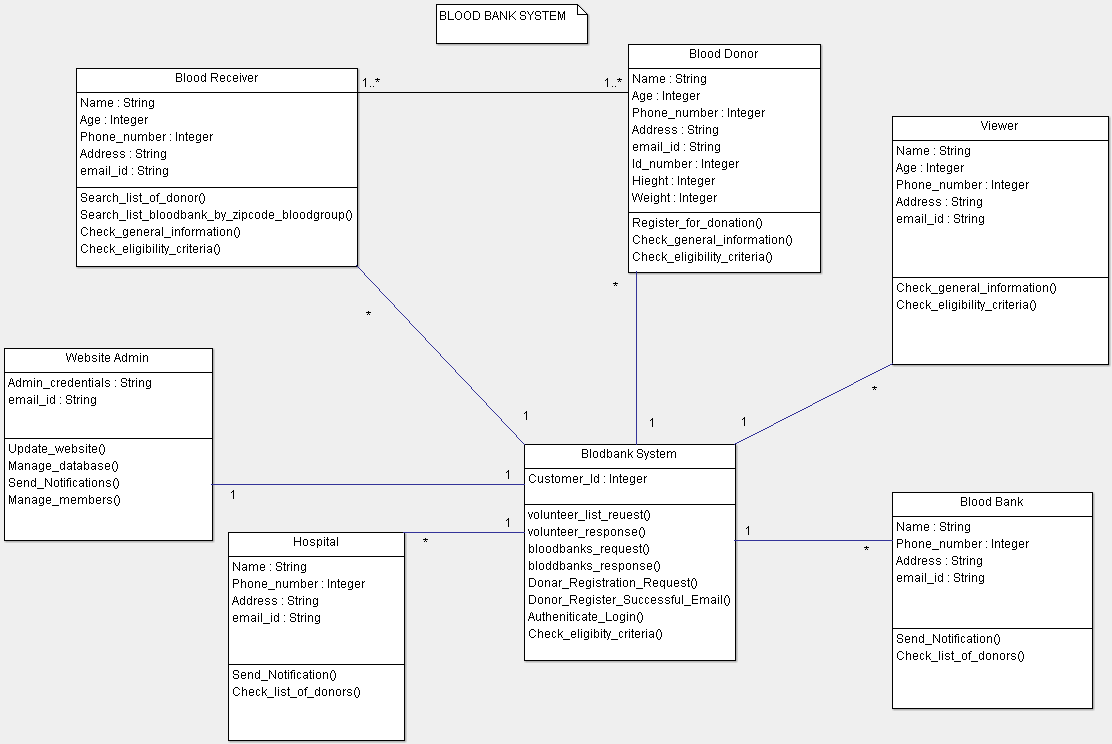 BLOOD BANK SYSTEM
Blood Receiver
Name : String
Age : Integer
Phone_number : Integer
Address : String
email_id : String
Search_list_of_donor()
Search_list_bloodbank_by_zipcode_bloodgroup()
Check_general_information()
Check_eligibility_criteria()
1..*
1..*
Blood Donor
Name : String
Age : Integer
Phone_number : Integer
Address : String
email_id : String
Id_number : Integer
Hieght : Integer
Weight : Integer
Register_for_donation()
Check_general_information()
Check_eligibility_criteria()
Viewer
Name : String
Age : Integer
Phone_number : Integer
Address : String
email_id : String
Check_general_information()
Check_eligibility_criteria()
*
*
*
1
1
1
Website Admin
Admin_credentials : String
email_id : String
Update_website()
Manage_database()
Send_Notifications()
Manage_members()
1
1
Blodbank System
Customer_Id : Integer
volunteer_list_reuest()
volunteer_response()
bloodbanks_request()
bloddbanks_response()
Donar_Registration_Request()
Donor_Register_Successful_Email()
Autheniticate_Login()
Check_eligibity_criteria()
Hospital
Name : String
Phone_number : Integer
Address : String
email_id : String
Send_Notification()
Check_list_of_donors()
*
1
1
*
Blood Bank
Name : String
Phone_number : Integer
Address : String
email_id : String
Send_Notification()
Check_list_of_donors()